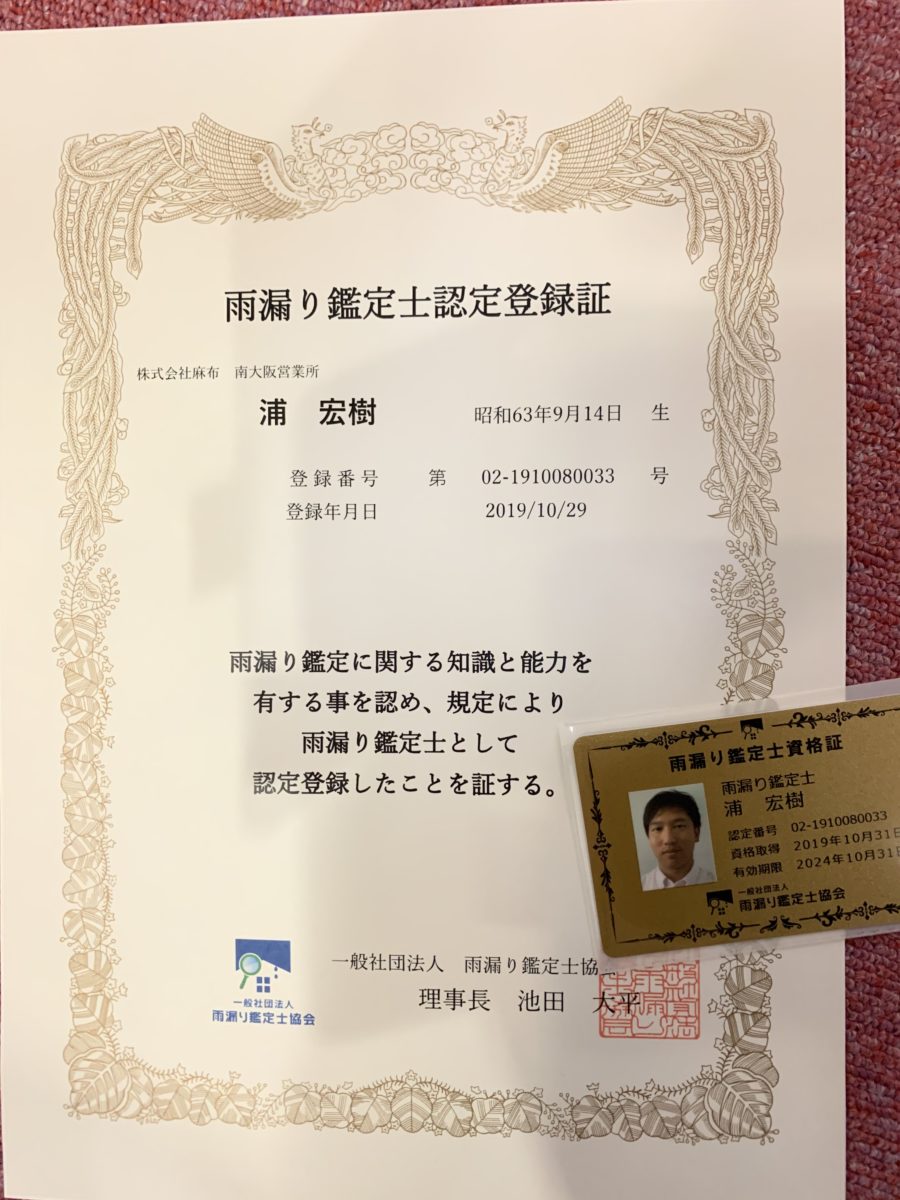 雨漏り鑑定士認定登録証
株式会社麻布　南大阪営業所
浦　宏樹　昭和63年9月14日　生
登録番号　第　02-1910080033　号
登録年月日　2019/10/29
雨漏り鑑定に関する知識と能力を
有する事を認め、規定により
雨漏り鑑定士として
認定登録したことを証する。
一般社団法人
雨漏り鑑定士協会
一般社団法人　雨漏り鑑定士協
理事長　池田　大平
雨漏り鑑定士資格証
雨漏り鑑定士
浦　宏樹
認定番号　02-1910080033
資格取得　2019年10月31日
有効期限　2024年10月31日
一般社団法人
雨漏り鑑定士協会